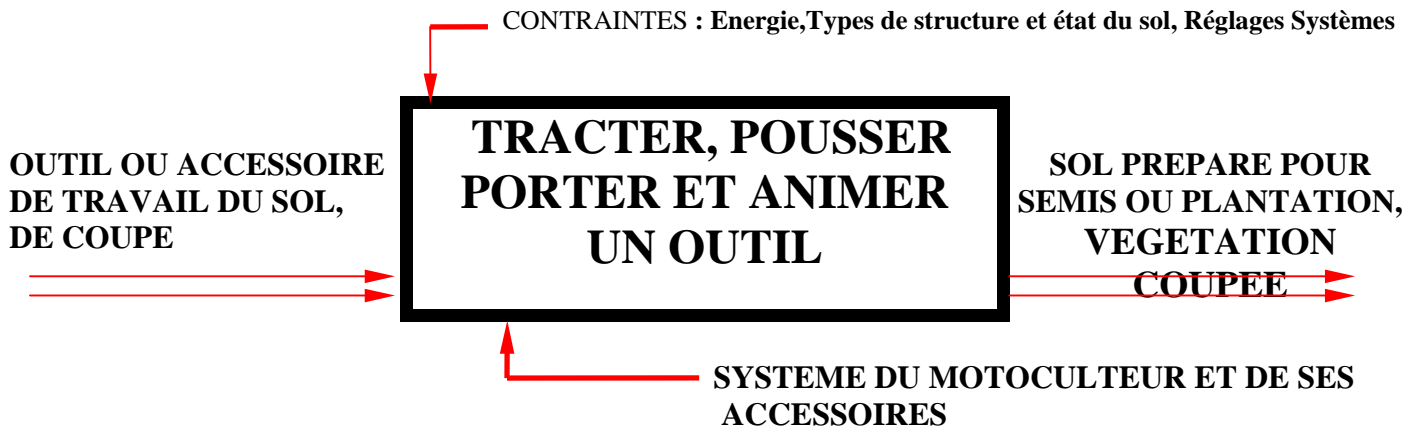 CONTRAINTES : Energie,Types de structure et état du sol, Réglages Systèmes
TRACTER, POUSSER
PORTER ET ANIMER
UN OUTIL
OUTIL OU ACCESSOIRE
DE TRAVAIL DU SOL,
DE COUPE
SOL PREPARE POUR
SEMIS OU PLANTATION,
VEGETATION
COUPEE
SYSTEME DU MOTOCULTEUR ET DE SES
ACCESSOIRES